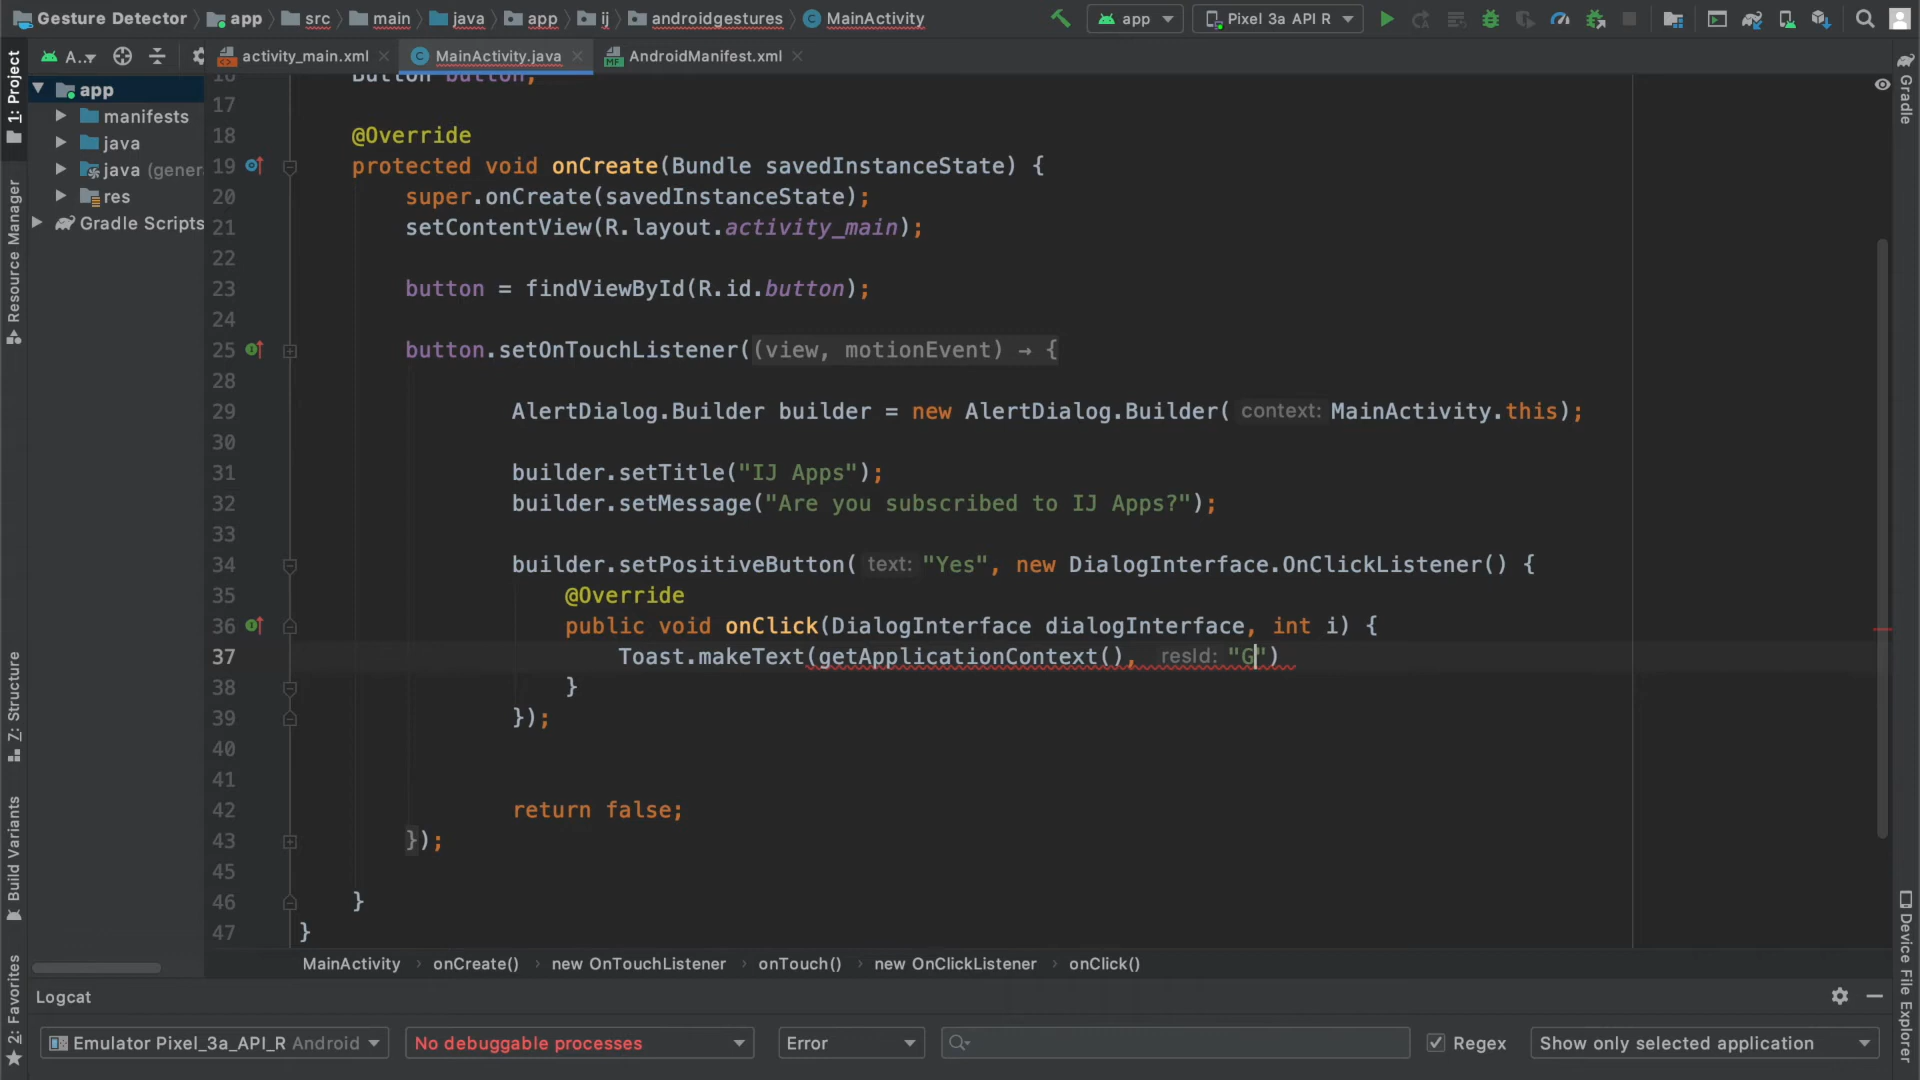 Gesture Detector app src main java app ij androidgestures MainActivity app Pixel 3a API R
A.. activity_main.xml MainActivity.java AndroidManifest.xml
1: Project
Resource Manager
Z: Structure
Build Variants
2: Favorites
app
manifests
java
java (gener
res
Gradle Scripts
Button button;
17
18 @Override
19 protected void onCreate(Bundle savedInstanceState) {
20 super.onCreate(savedInstanceState);
21 setContentView(R.layout.activity_main);
22
23 button = findViewById(R.id.button);
24
25 button.setOnTouchListener((view, motionEvent) → {
28
29 AlertDialog.Builder builder = new AlertDialog.Builder( context: MainActivity.this);
30
31 builder.setTitle("IJ Apps");
32 builder.setMessage("Are you subscribed to IJ Apps?");
33
34 builder.setPositiveButton( text: "Yes", new DialogInterface.OnClickListener() {
35 @Override
36 public void onClick(DialogInterface dialogInterface, int i) {
37 Toast.makeText(getApplicationContext(), resId: "G")
38 }
39 });
40
41
42 return false;
43 });
45
46 }
47 }
MainActivity › onCreate() › new OnTouchListener › onTouch() › new OnClickListener › onClick()
Logcat
Emulator Pixel_3a_API_R Android No debuggable processes Error Regex Show only selected application
Gradle
Device File Explorer